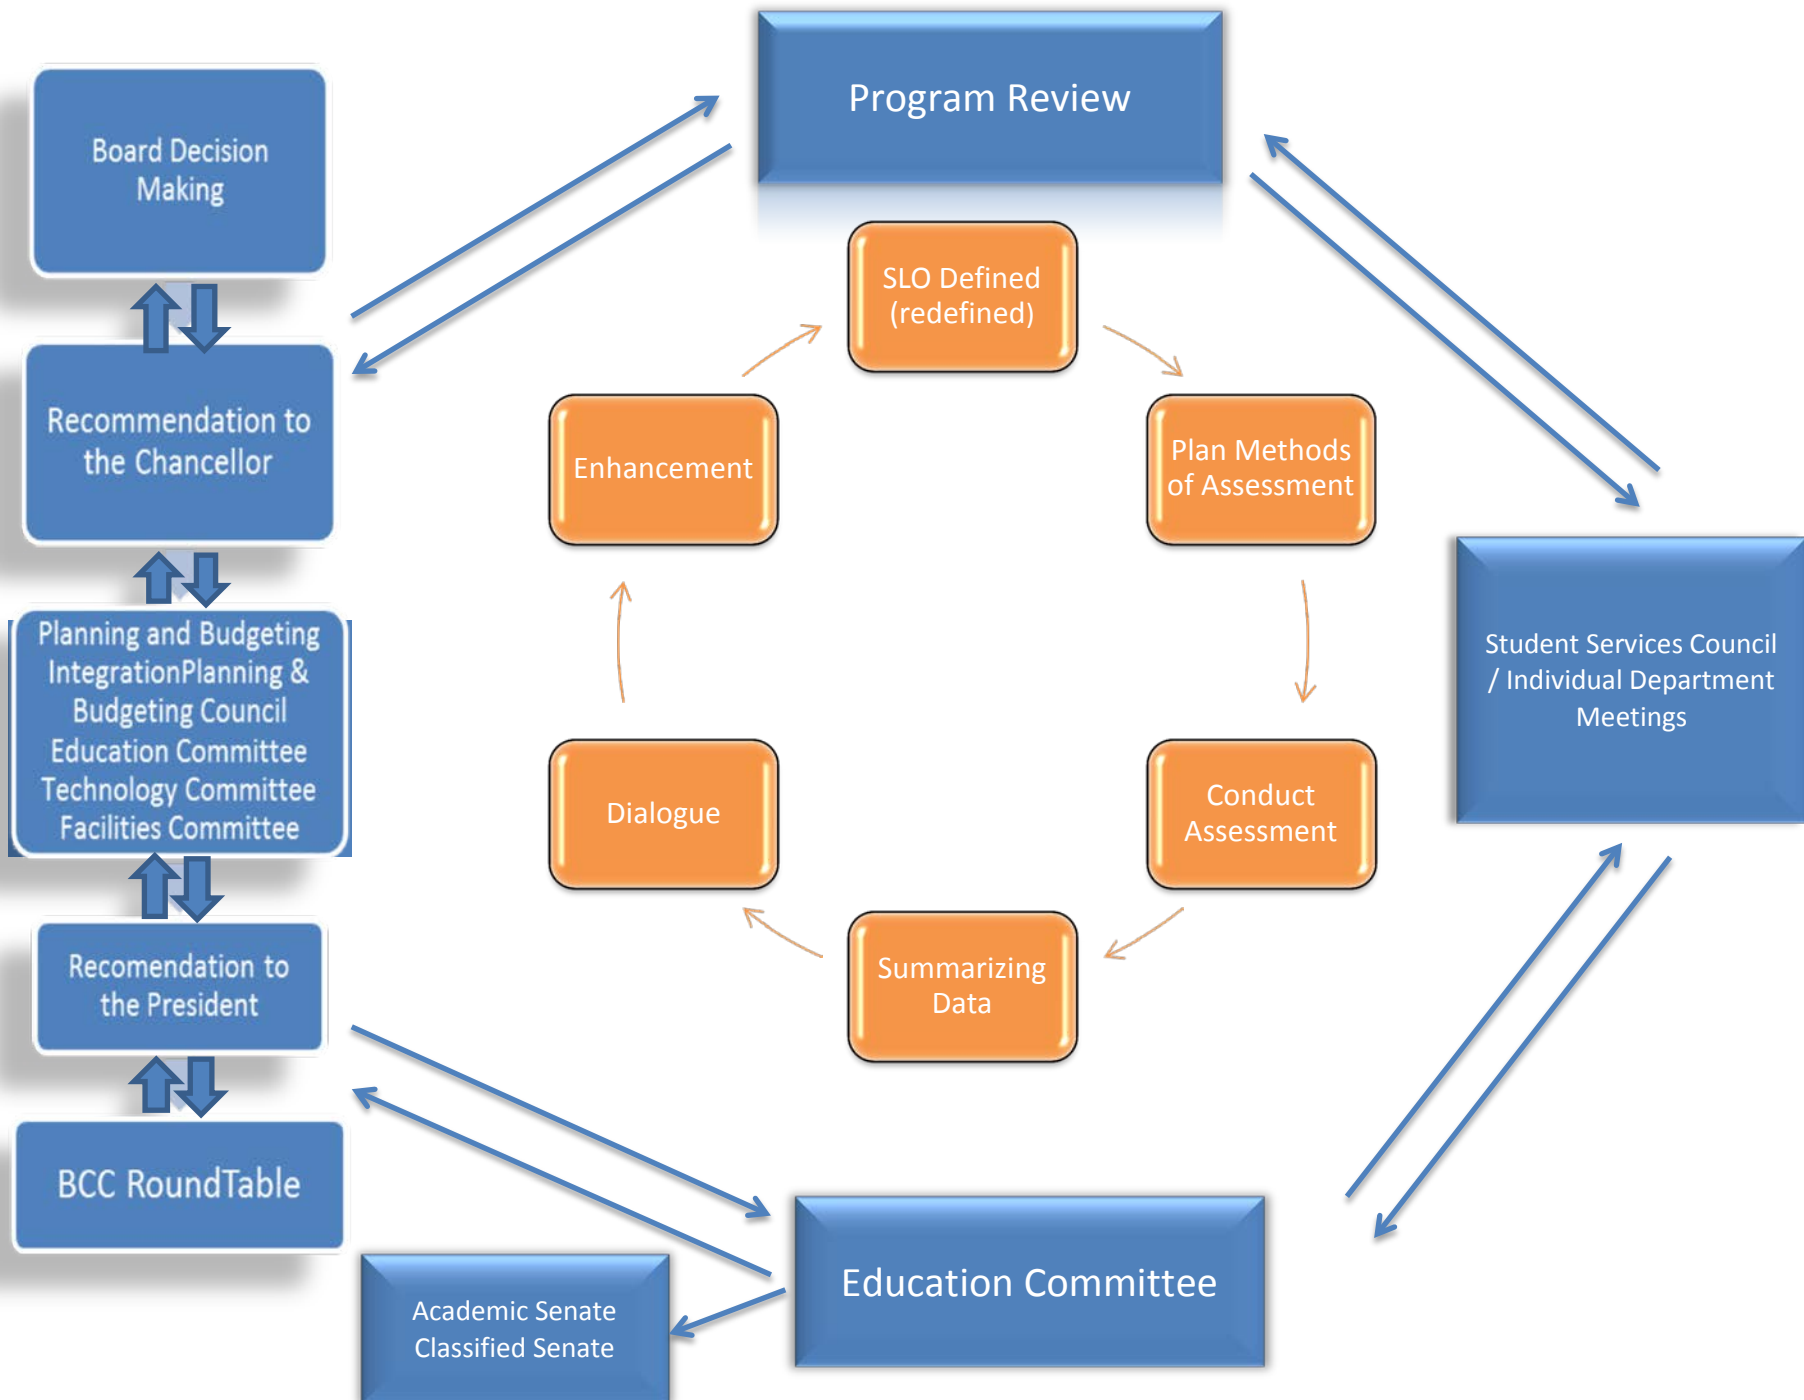 Program Review
Board Decision
Making
Recommendation to
the Chancellor
Planning and Budgeting
IntegrationPlanning &
Budgeting Council
Education Committee
Technology Committee
Facilities Committee
Recomendation to
the President
BCC RoundTable
SLO Defined
(redefined)
Plan Methods
of Assessment
Conduct
Assessment
Summarizing
Data
Dialogue
Enhancement
Student Services Council
/ Individual Department
Meetings
Education Committee
Academic Senate
Classified Senate